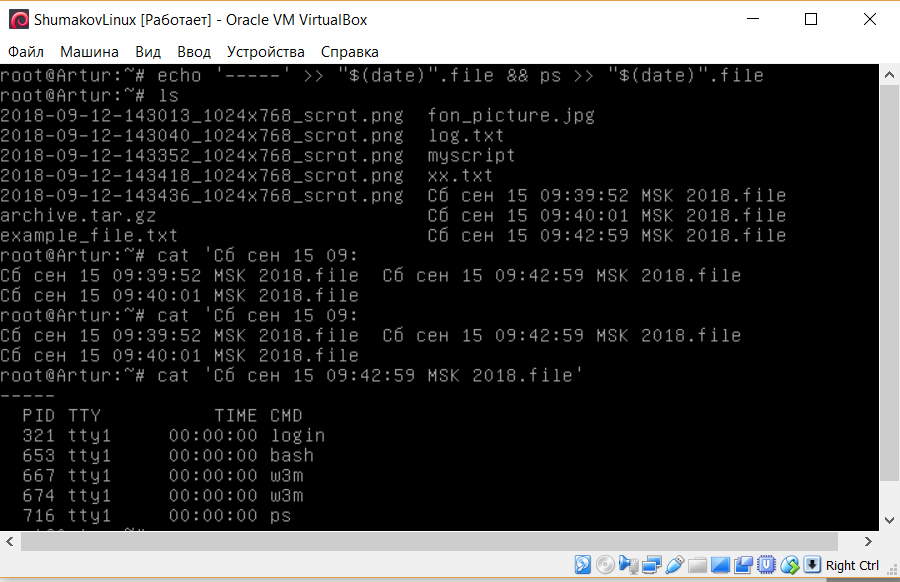 ShumakovLinux [Работает] - Oracle VM VirtualBox
Файл Машина Вид Ввод Устройства Справка
root@Artur:~# echo '-----' >> "$(date)".file && ps >> "$(date)".file
root@Artur:~# ls
2018-09-12-143013_1024x768_scrot.png fon_picture.jpg
2018-09-12-143040_1024x768_scrot.png log.txt
2018-09-12-143352_1024x768_scrot.png myscript
2018-09-12-143418_1024x768_scrot.png xx.txt
2018-09-12-143436_1024x768_scrot.png Сб сен 15 09:39:52 MSK 2018.file
archive.tar.gz Сб сен 15 09:40:01 MSK 2018.file
example_file.txt Сб сен 15 09:42:59 MSK 2018.file
root@Artur:~# cat 'Сб сен 15 09:
Сб сен 15 09:39:52 MSK 2018.file Сб сен 15 09:42:59 MSK 2018.file
Сб сен 15 09:40:01 MSK 2018.file
root@Artur:~# cat 'Сб сен 15 09:
Сб сен 15 09:39:52 MSK 2018.file Сб сен 15 09:42:59 MSK 2018.file
Сб сен 15 09:40:01 MSK 2018.file
root@Artur:~# cat 'Сб сен 15 09:42:59 MSK 2018.file'
-----
PID TTY TIME CMD
321 tty1 00:00:00 login
653 tty1 00:00:00 bash
667 tty1 00:00:00 w3m
674 tty1 00:00:00 w3m
716 tty1 00:00:00 ps
Right Ctrl